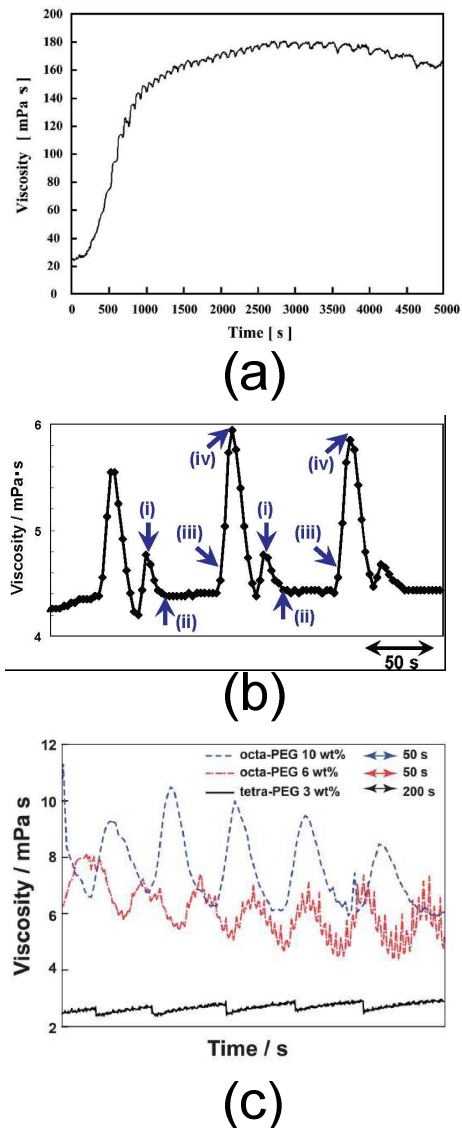 200
180
160
140
120
100
80
60
40
20
0
Viscosity [ mPa·s ]
0 500 1000 1500 2000 2500 3000 3500 4000 4500 5000
Time [ s ]
(a)
6
5
4
Viscosity / mPa·s
(iv) (iv)
(i) (i)
(iii) (iii)
(ii) (ii)
50 s
(b)
12
10
8
6
4
2
Viscosity / mPa s
octa-PEG 10 wt% 50 s
octa-PEG 6 wt% 50 s
tetra-PEG 3 wt% 200 s
Time / s
(c)